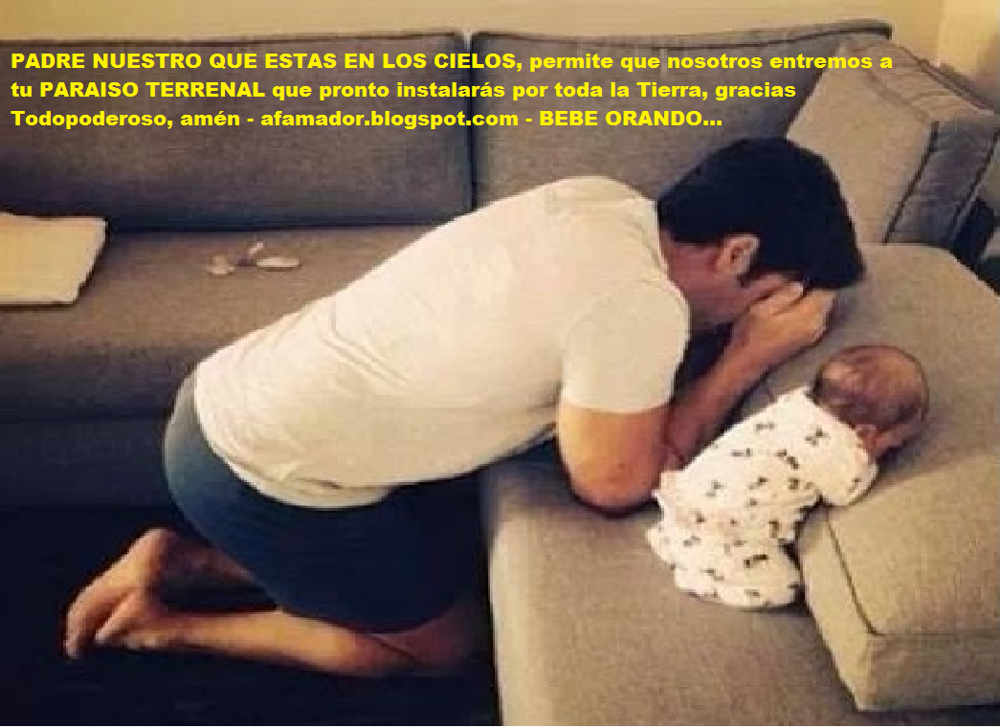 PADRE NUESTRO QUE ESTAS EN LOS CIELOS, permite que nosotros entremos a
tu PARAISO TERRENAL que pronto instalarás por toda la Tierra, gracias
Todopoderoso, amén - afamador.blogspot.com - BEBE ORANDO...